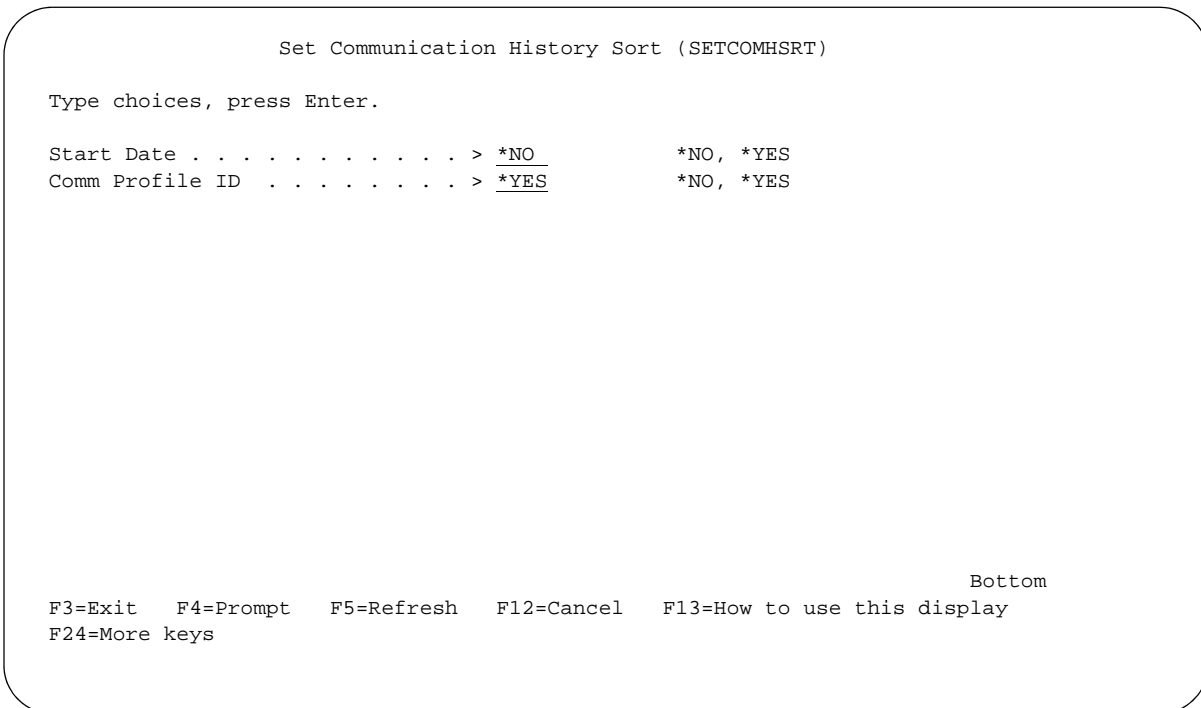 Set Communication History Sort (SETCOMHSRT)
Type choices, press Enter.
Start Date . . . . . . . . . . . > *NO *NO, *YES
Comm Profile ID . . . . . . . . > *YES *NO, *YES
Bottom
F3=Exit F4=Prompt F5=Refresh F12=Cancel F13=How to use this display
F24=More keys